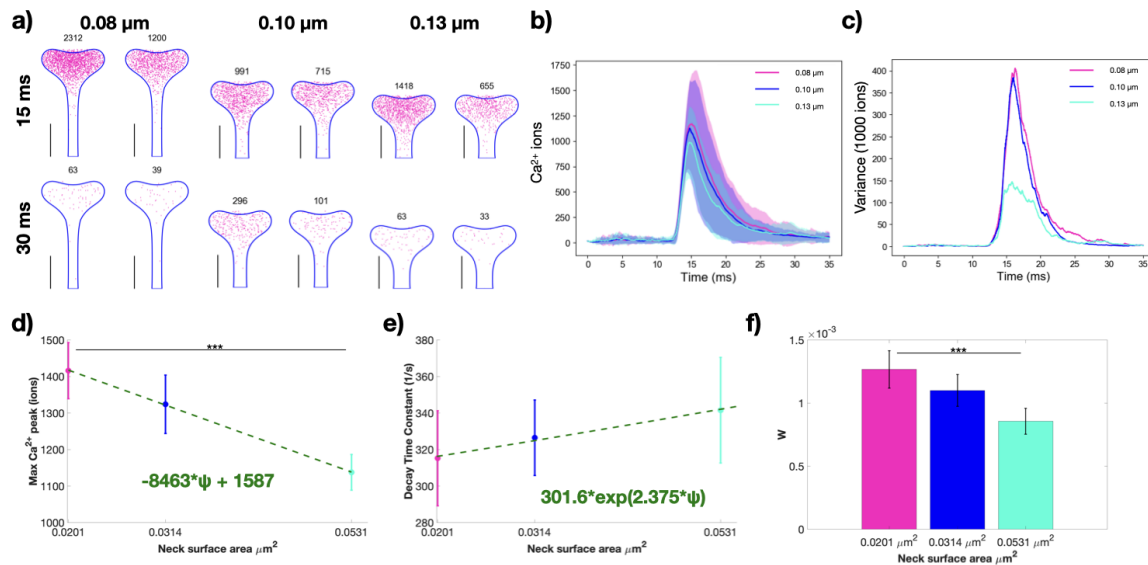 a)
0.08 µm
0.10 µm
0.13 µm
15 ms
2312
1200
991
715
1418
655
30 ms
63
39
296
101
63
33
b)
Ca²⁺ ions
1750
1500
1250
1000
750
500
250
0
0 5 10 15 20 25 30 35
Time (ms)
0.08 µm
0.10 µm
0.13 µm
c)
Variance (1000 ions)
400
350
300
250
200
150
100
50
0
0 5 10 15 20 25 30 35
Time (ms)
0.08 µm
0.10 µm
0.13 µm
d)
Max Ca²⁺ peak (ions)
1500
1400
1300
1200
1100
1000
***
-8463*ψ + 1587
0.0201 0.0314 0.0531
Neck surface area µm²
e)
Decay Time Constant (1/s)
380
360
340
320
300
280
301.6*exp(2.375*ψ)
0.0201 0.0314 0.0531
Neck surface area µm²
f)
×10⁻³
W
1.5
1
0.5
0
***
0.0201 µm² 0.0314 µm² 0.0531 µm²
Neck surface area µm²